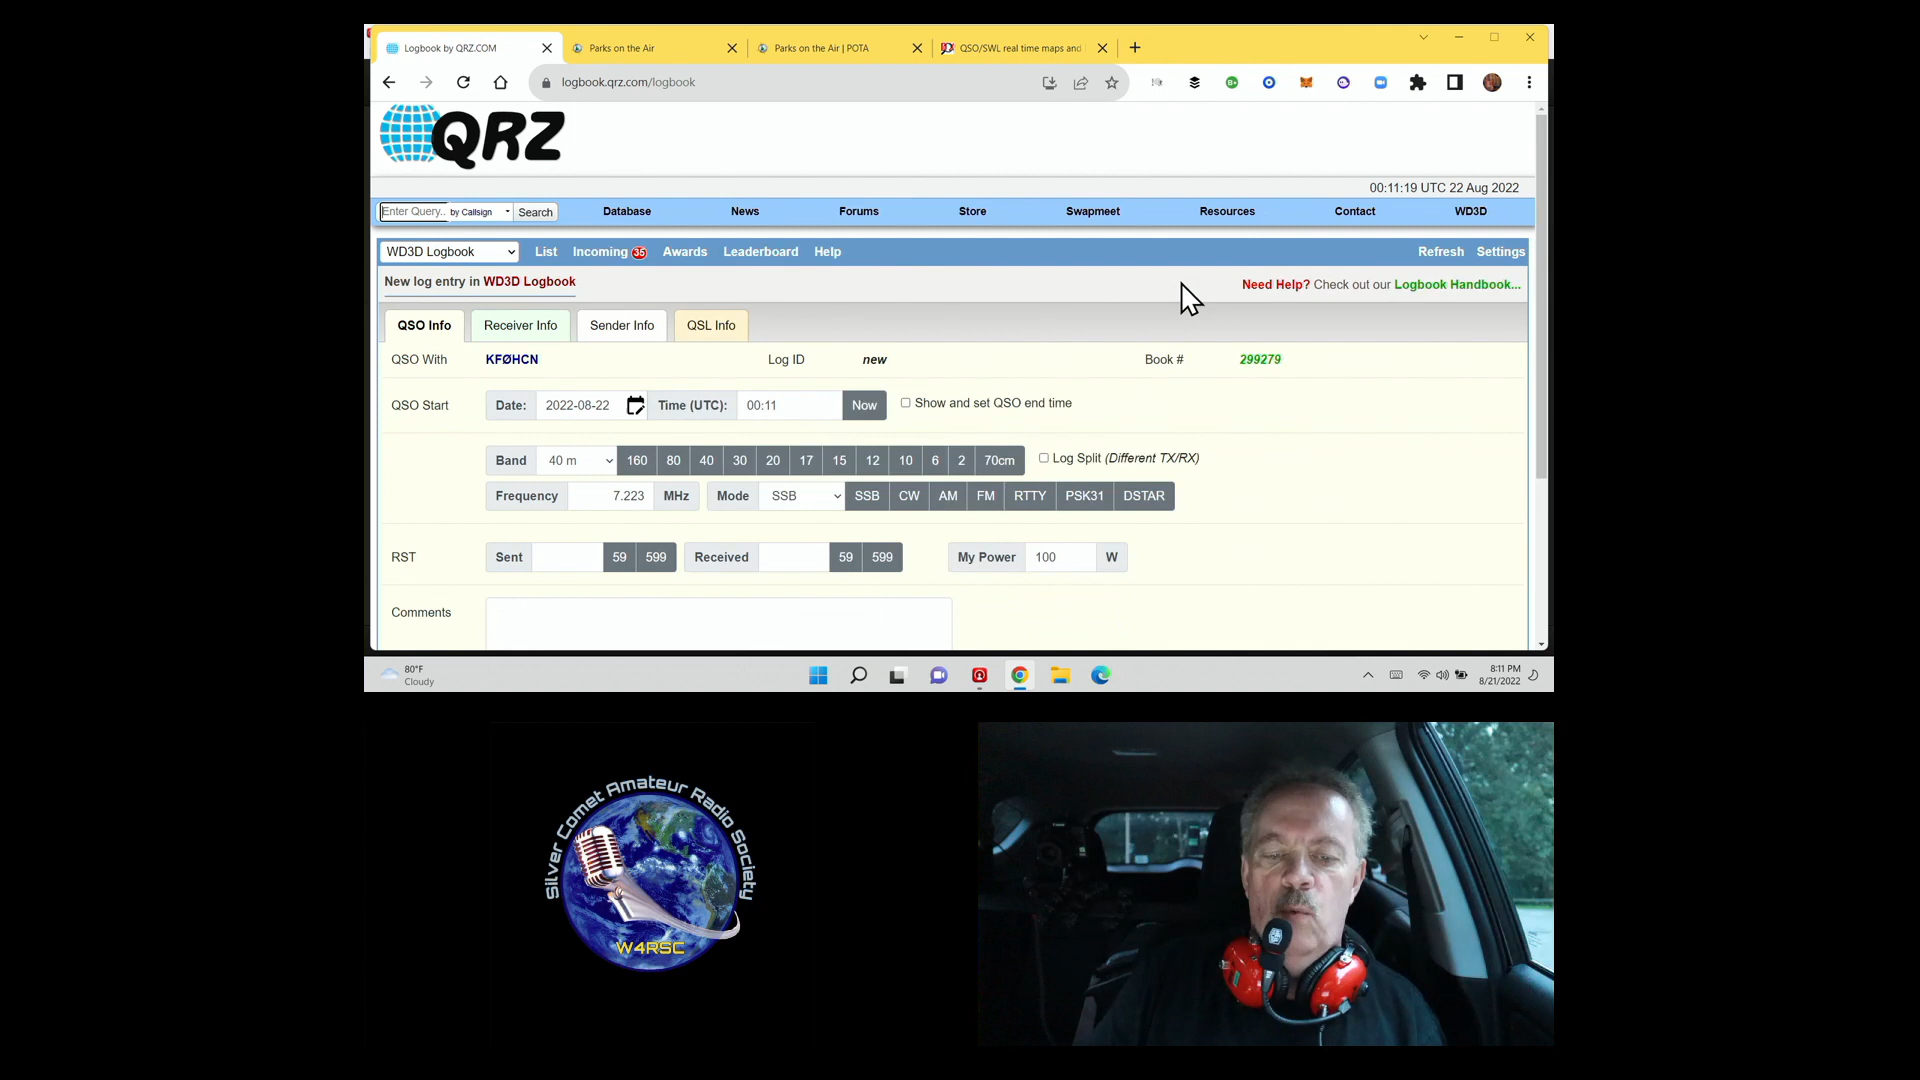 Logbook by QRZ.COM
Parks on the Air
Parks on the Air | POTA
QSO/SWL real time maps and
logbook.qrz.com/logbook
QRZ
00:11:19 UTC 22 Aug 2022
Enter Query.. by Callsign Search Database News Forums Store Swapmeet Resources Contact WD3D
WD3D Logbook List Incoming 35 Awards Leaderboard Help Refresh Settings
New log entry in WD3D Logbook
Need Help? Check out our Logbook Handbook...
QSO Info Receiver Info Sender Info QSL Info
QSO With KFØHCN Log ID new Book # 299279
QSO Start Date: 2022-08-22 Time (UTC): 00:11 Now Show and set QSO end time
Band 40 m 160 80 40 30 20 17 15 12 10 6 2 70cm Log Split (Different TX/RX)
Frequency 7.223 MHz Mode SSB SSB CW AM FM RTTY PSK31 DSTAR
RST Sent 59 599 Received 59 599 My Power 100 W
Comments
80°F
Cloudy
8:11 PM
8/21/2022
Silver Comet Amateur Radio Society
W4RSC